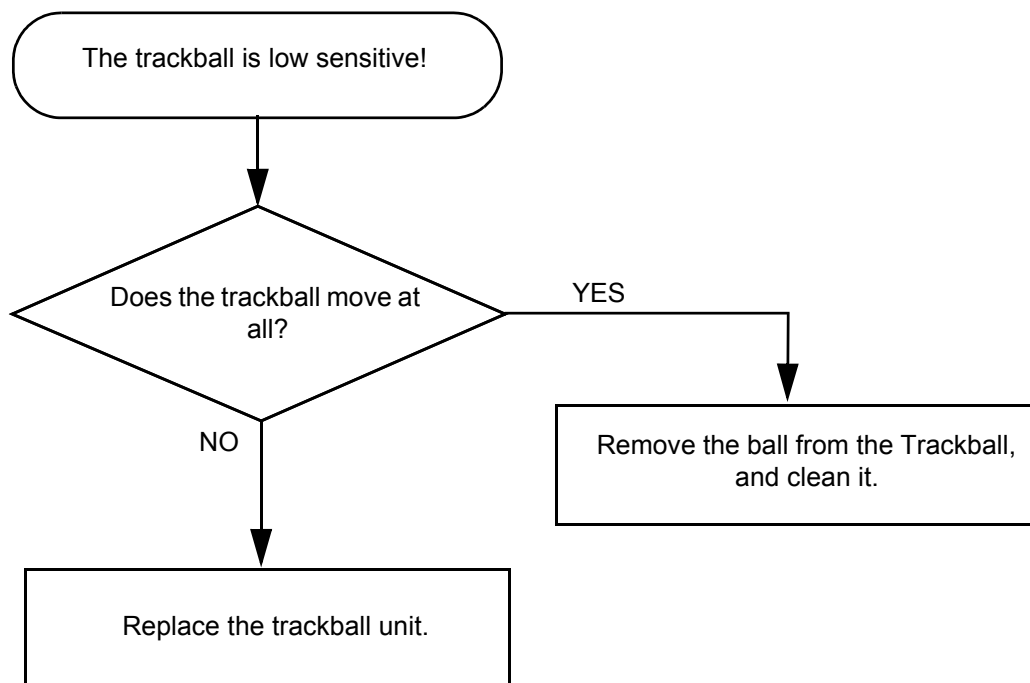 The trackball is low sensitive!
Does the trackball move at
all?
YES
NO
Remove the ball from the Trackball,
and clean it.
Replace the trackball unit.